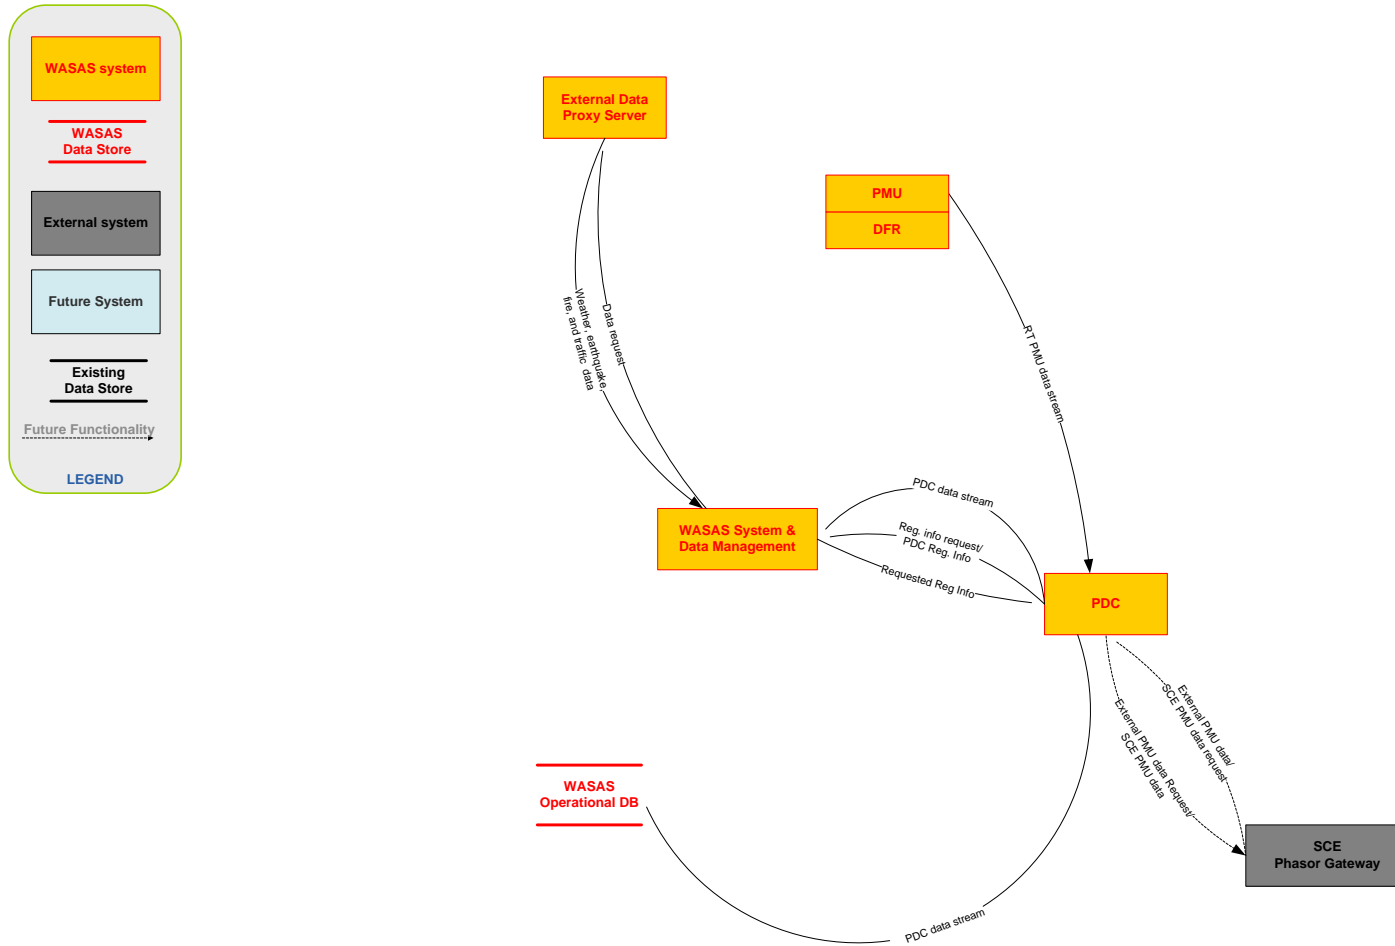 WASAS system
WASAS
Data Store
External system
Future System
Existing
Data Store
Future Functionality
LEGEND
External Data
Proxy Server
PMU
DFR
Weather, earthquake,
fire, and traffic data
Data request
RT PMU data stream
PDC data stream
Reg. info request/
PDC Reg. Info
Requested Reg Info
WASAS System &
Data Management
PDC
External PMU data Request/
SCE PMU data
External PMU data/
SCE PMU data request
WASAS
Operational DB
PDC data stream
SCE
Phasor Gateway